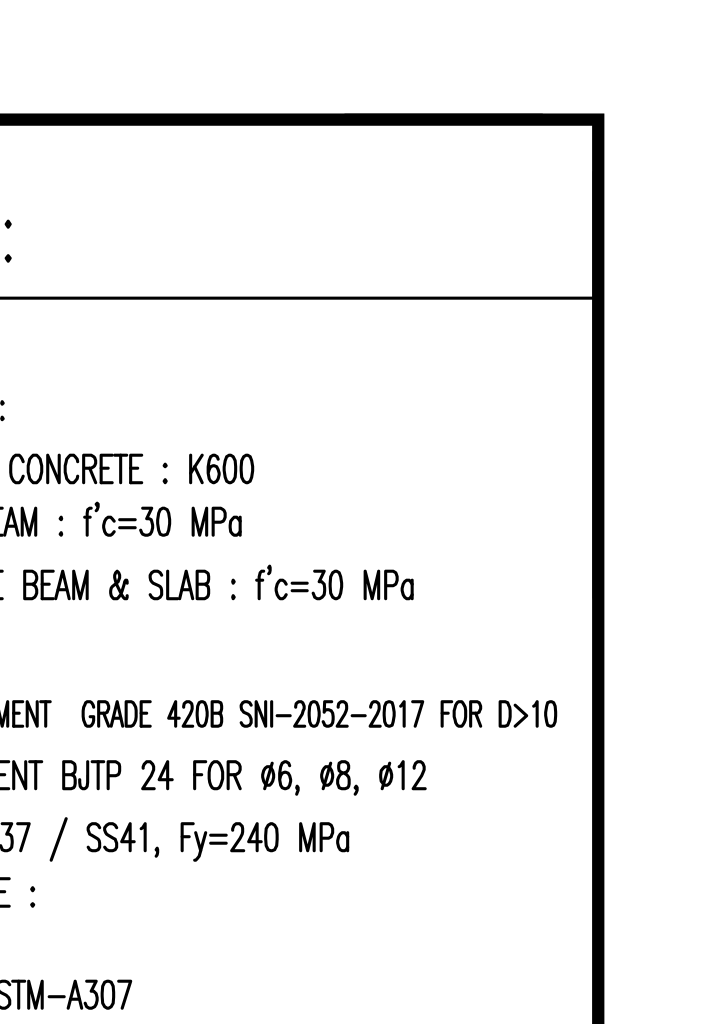 :
:
CONCRETE : K600
EAM : f'c=30 MPa
E BEAM & SLAB : f'c=30 MPa
MENT GRADE 420B SNI-2052-2017 FOR D>10
ENT BJTP 24 FOR ø6, ø8, ø12
37 / SS41, Fy=240 MPa
E :
STM-A307